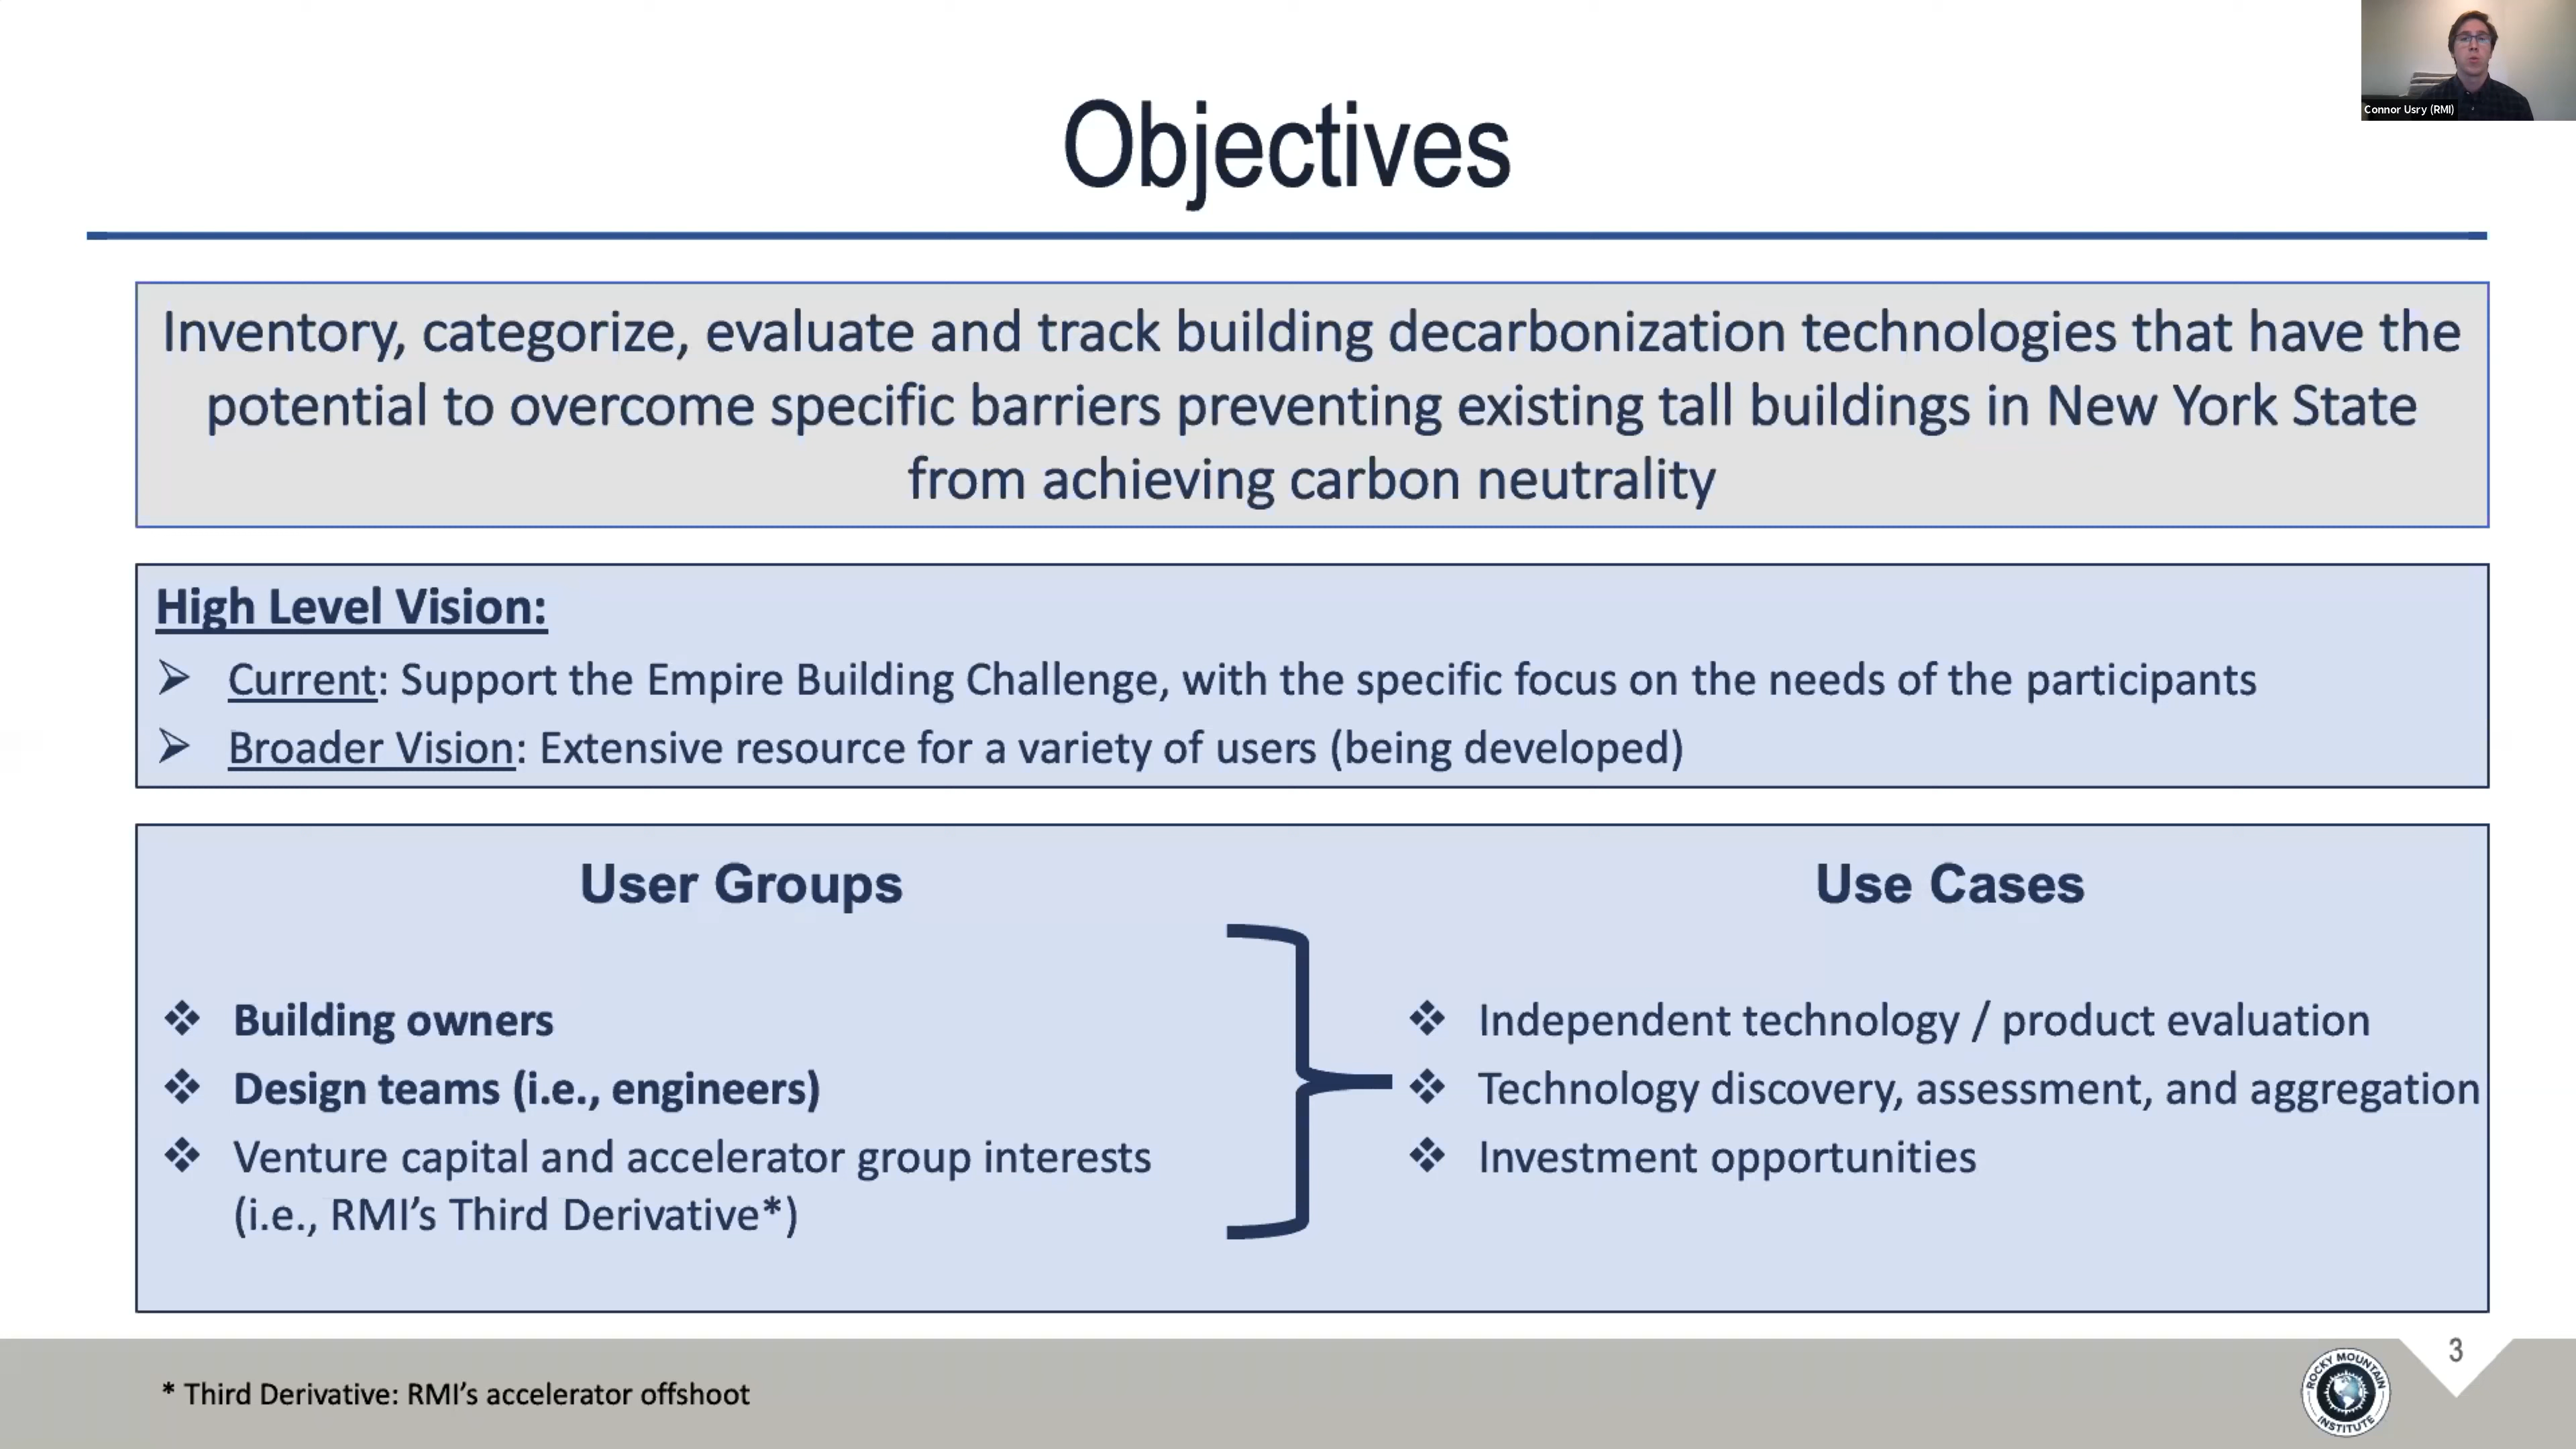 Connor Usry (RMI)
Objectives
Inventory, categorize, evaluate and track building decarbonization technologies that have the
potential to overcome specific barriers preventing existing tall buildings in New York State
from achieving carbon neutrality
High Level Vision:
Current: Support the Empire Building Challenge, with the specific focus on the needs of the participants
Broader Vision: Extensive resource for a variety of users (being developed)
User Groups
Building owners
Design teams (i.e., engineers)
Venture capital and accelerator group interests
(i.e., RMI’s Third Derivative*)
Use Cases
Independent technology / product evaluation
Technology discovery, assessment, and aggregation
Investment opportunities
* Third Derivative: RMI’s accelerator offshoot
ROCKY MOUNTAIN
INSTITUTE
3